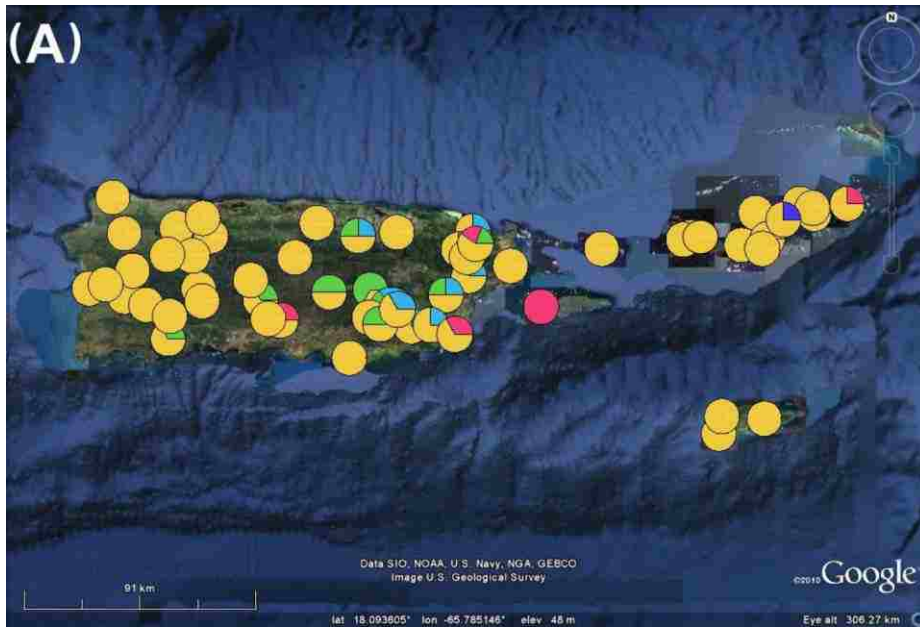 (A)
N
Data SIO, NOAA, U.S. Navy, NGA, GEBCO
Image U.S. Geological Survey
©2010 Google
91 km
lat 18.093605° lon -65.785146° elev 48 m
Eye alt 306.27 km